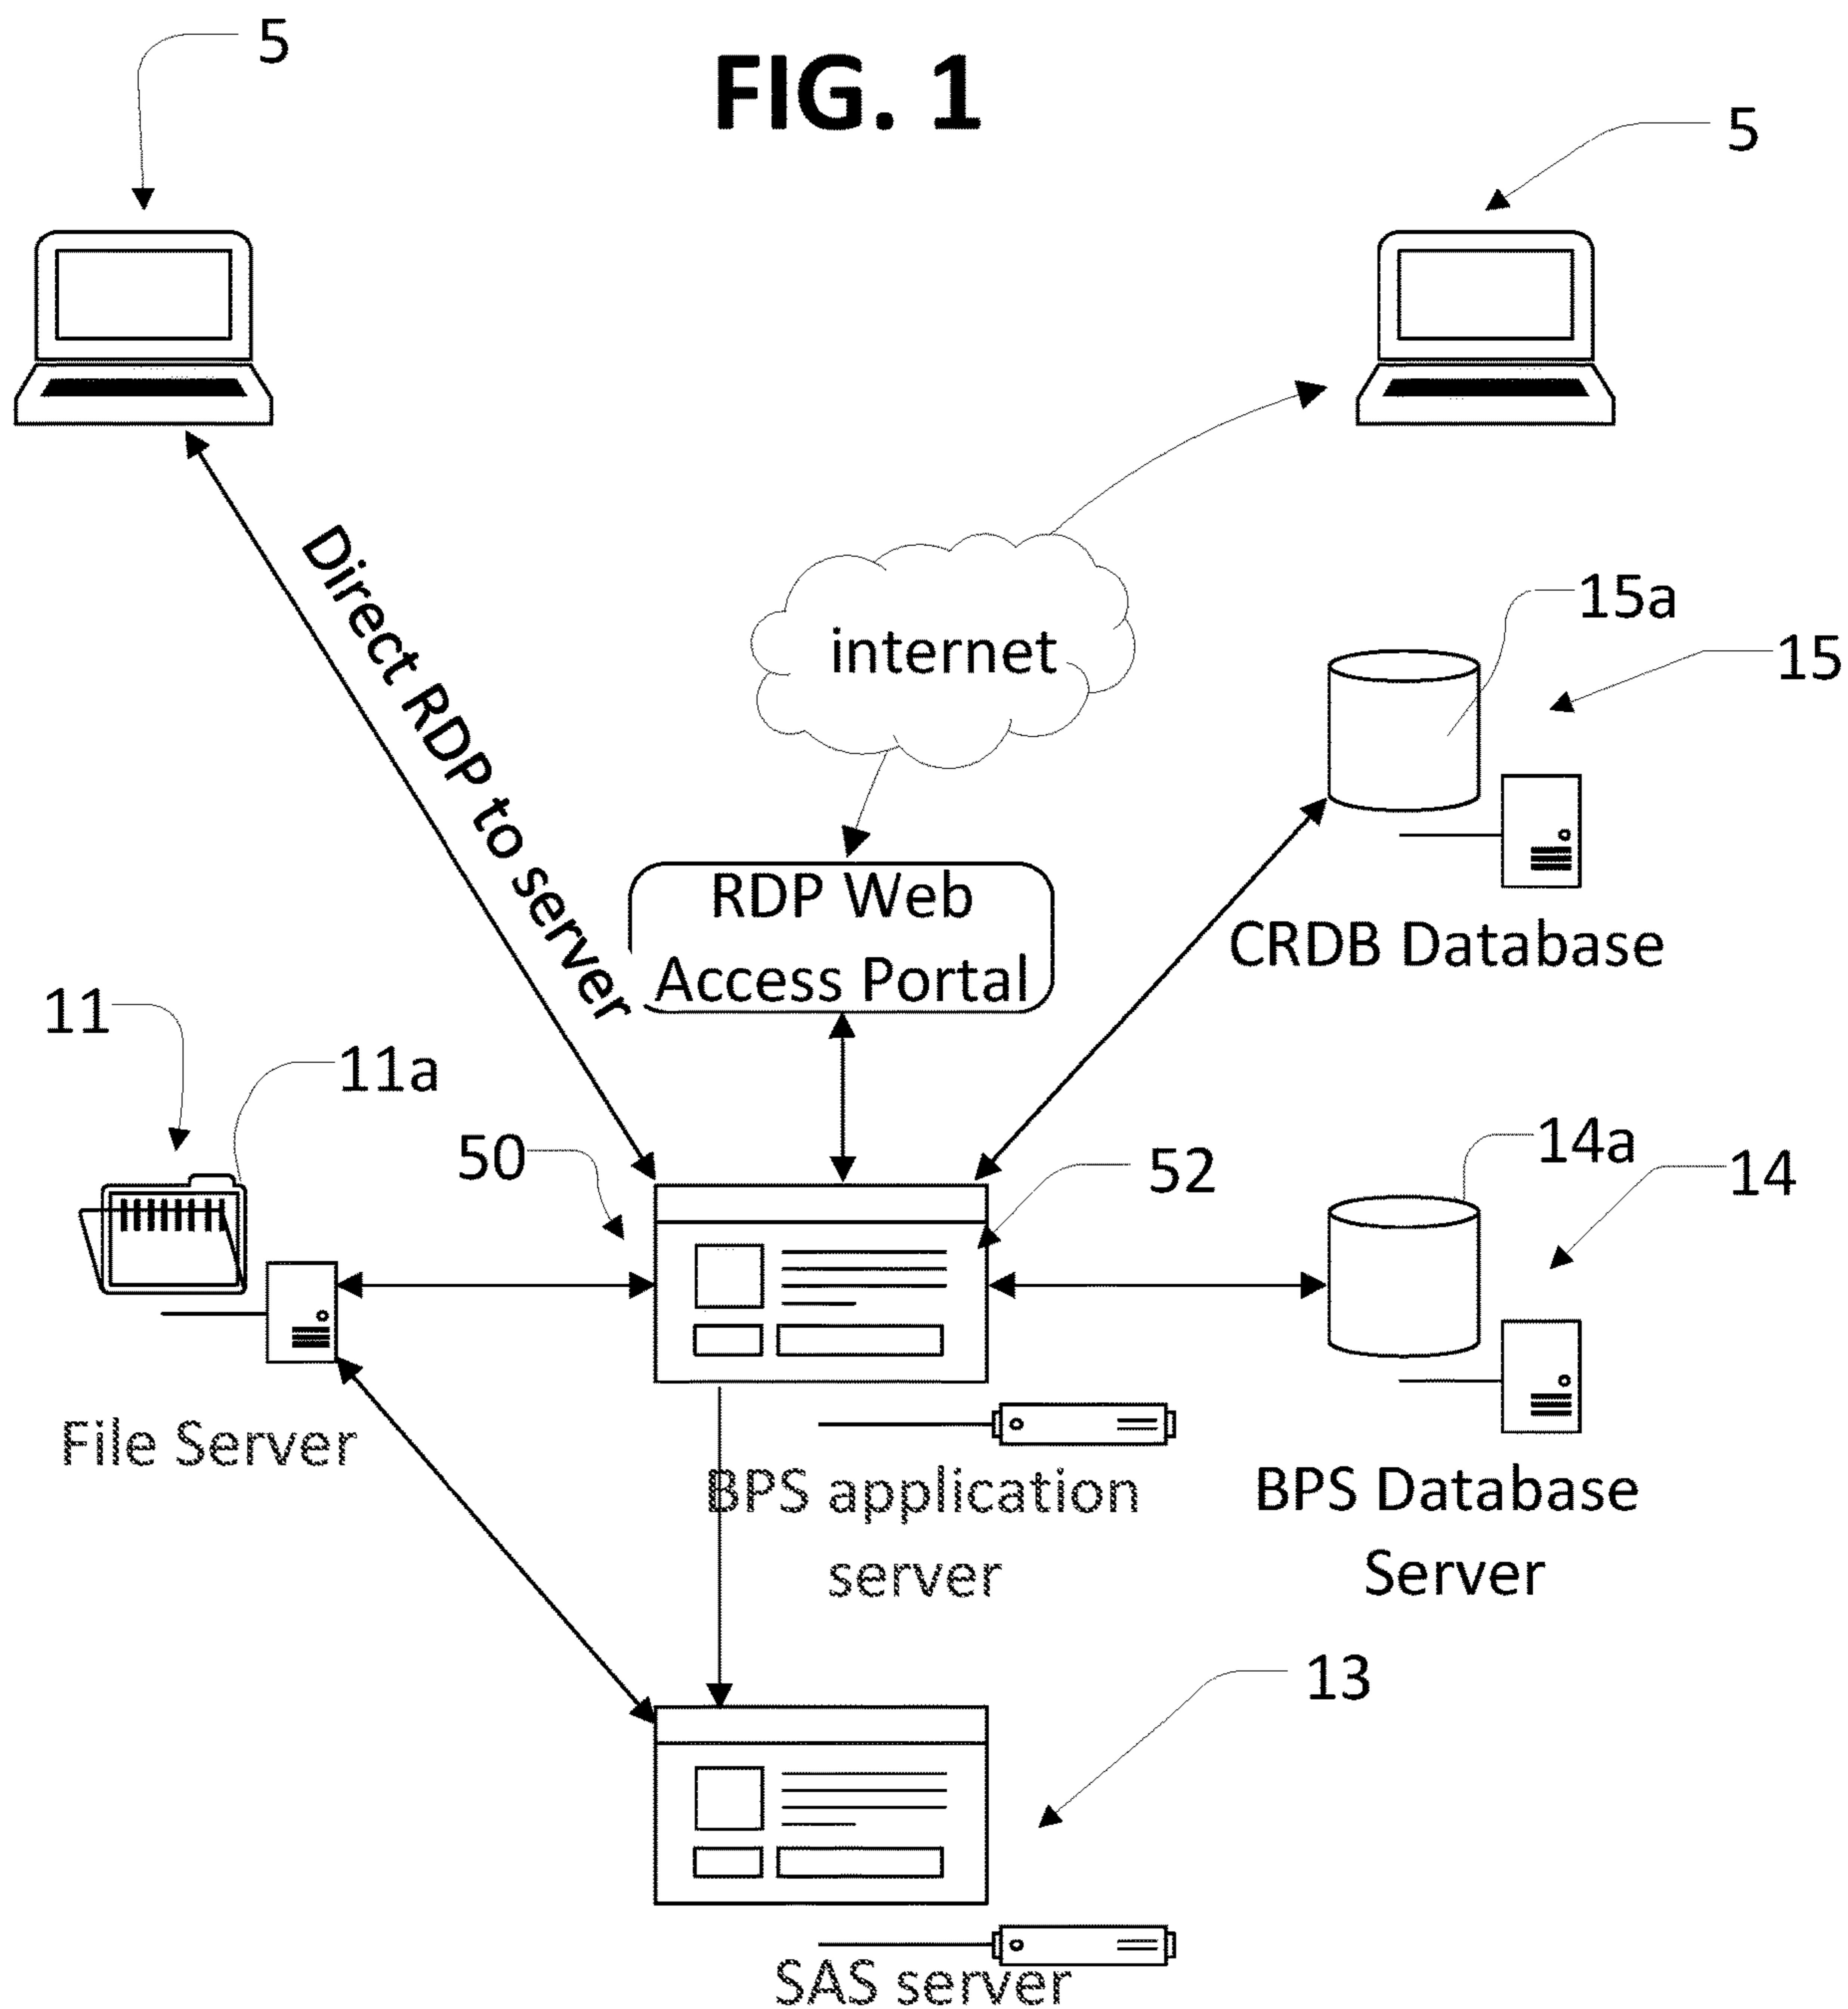 5
FIG. 1
5
Direct RDP to server
internet
15a
15
RDP Web
Access Portal
CRDB Database
11
11a
50
52
14a
14
File Server
BPS application
server
BPS Database
Server
13
SAS server